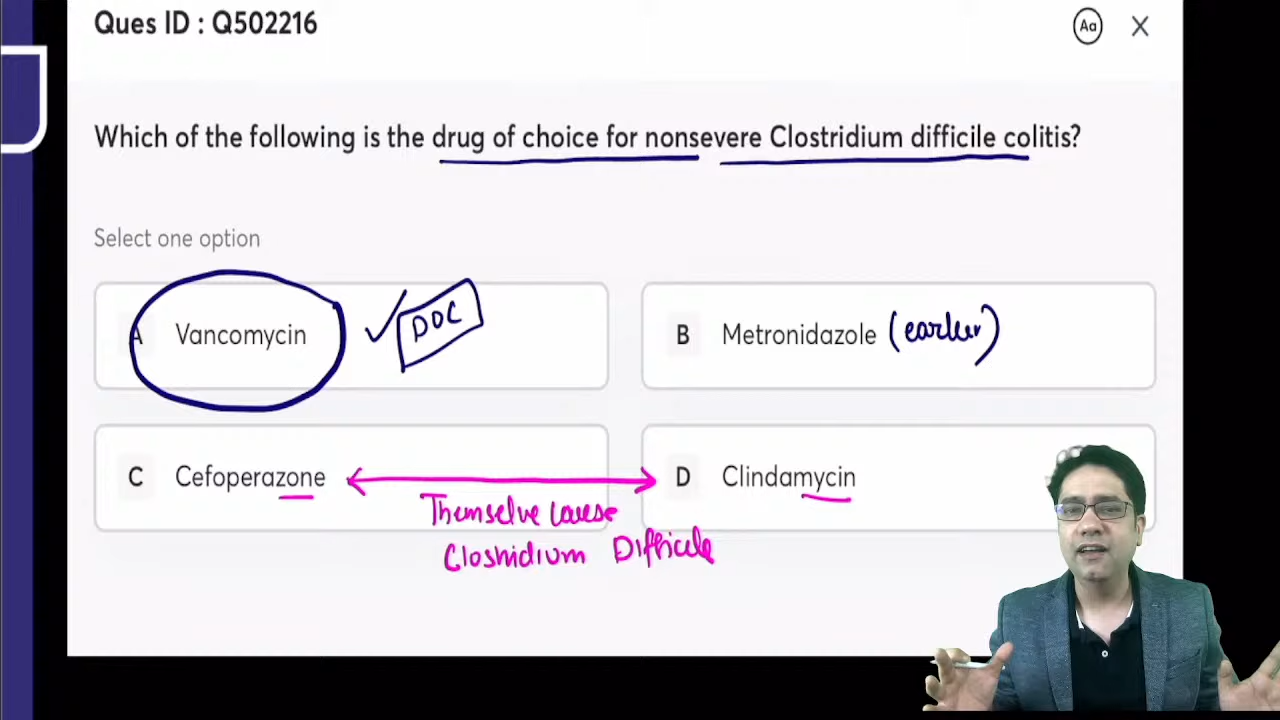 Ques ID : Q502216
Aa
Which of the following is the drug of choice for nonsevere Clostridium difficile colitis?
Select one option
A Vancomycin DOC
B Metronidazole (earlier)
C Cefoperazone
D Clindamycin
Themselve cause
Clostridium Difficile